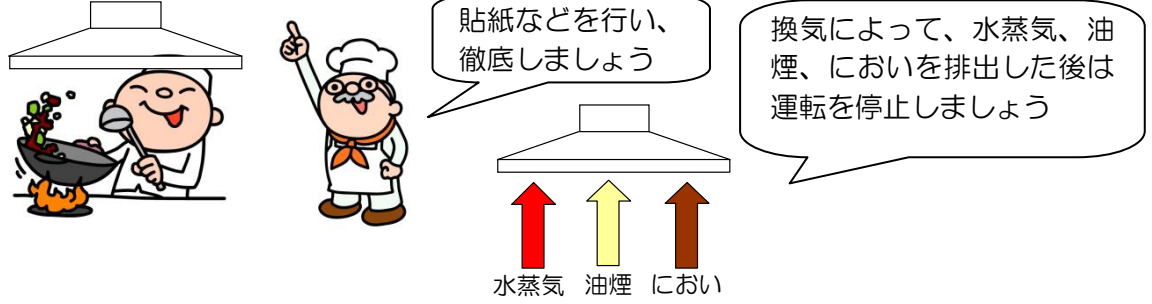 貼紙などを行い、
徹底しましょう
換気によって、水蒸気、油
煙、においを排出した後は
運転を停止しましょう
水蒸気 油煙 におい